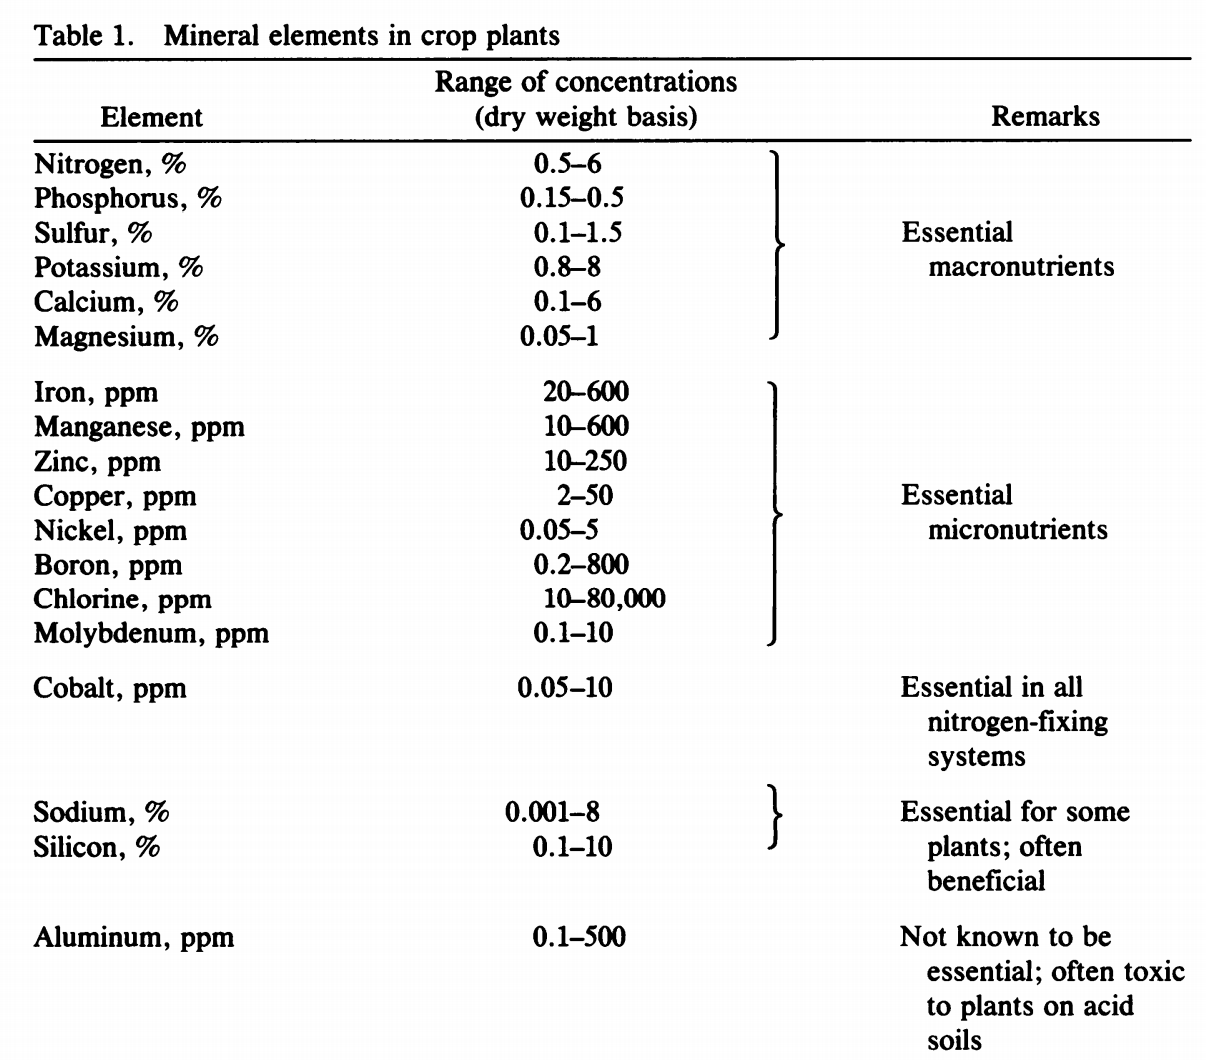 Table 1. Mineral elements in crop plants
Range of concentrations
Element (dry weight basis) Remarks
Nitrogen, % 0.5–6
Phosphorus, % 0.15–0.5
Sulfur, % 0.1–1.5 Essential
Potassium, % 0.8–8 macronutrients
Calcium, % 0.1–6
Magnesium, % 0.05–1
Iron, ppm 20–600
Manganese, ppm 10–600
Zinc, ppm 10–250
Copper, ppm 2–50 Essential
Nickel, ppm 0.05–5 micronutrients
Boron, ppm 0.2–800
Chlorine, ppm 10–80,000
Molybdenum, ppm 0.1–10
Cobalt, ppm 0.05–10 Essential in all
nitrogen-fixing
systems
Sodium, % 0.001–8 Essential for some
Silicon, % 0.1–10 plants; often
beneficial
Aluminum, ppm 0.1–500 Not known to be
essential; often toxic
to plants on acid
soils